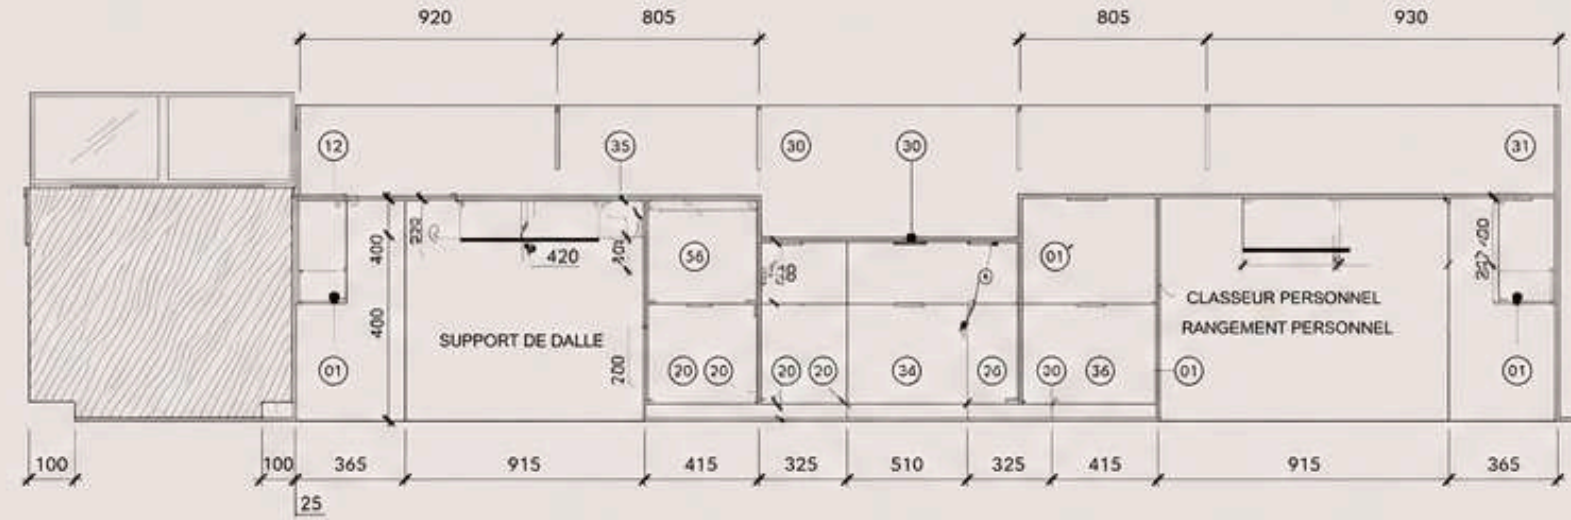 920 805 805 930
12 35 30 30 31
220
400
420
56
01
18
6
400
CLASSEUR PERSONNEL
RANGEMENT PERSONNEL
SUPPORT DE DALLE
200
01 20 20 20 20 34 26 30 36 01 01
100 100 365 915 415 325 510 325 415 915 365
25